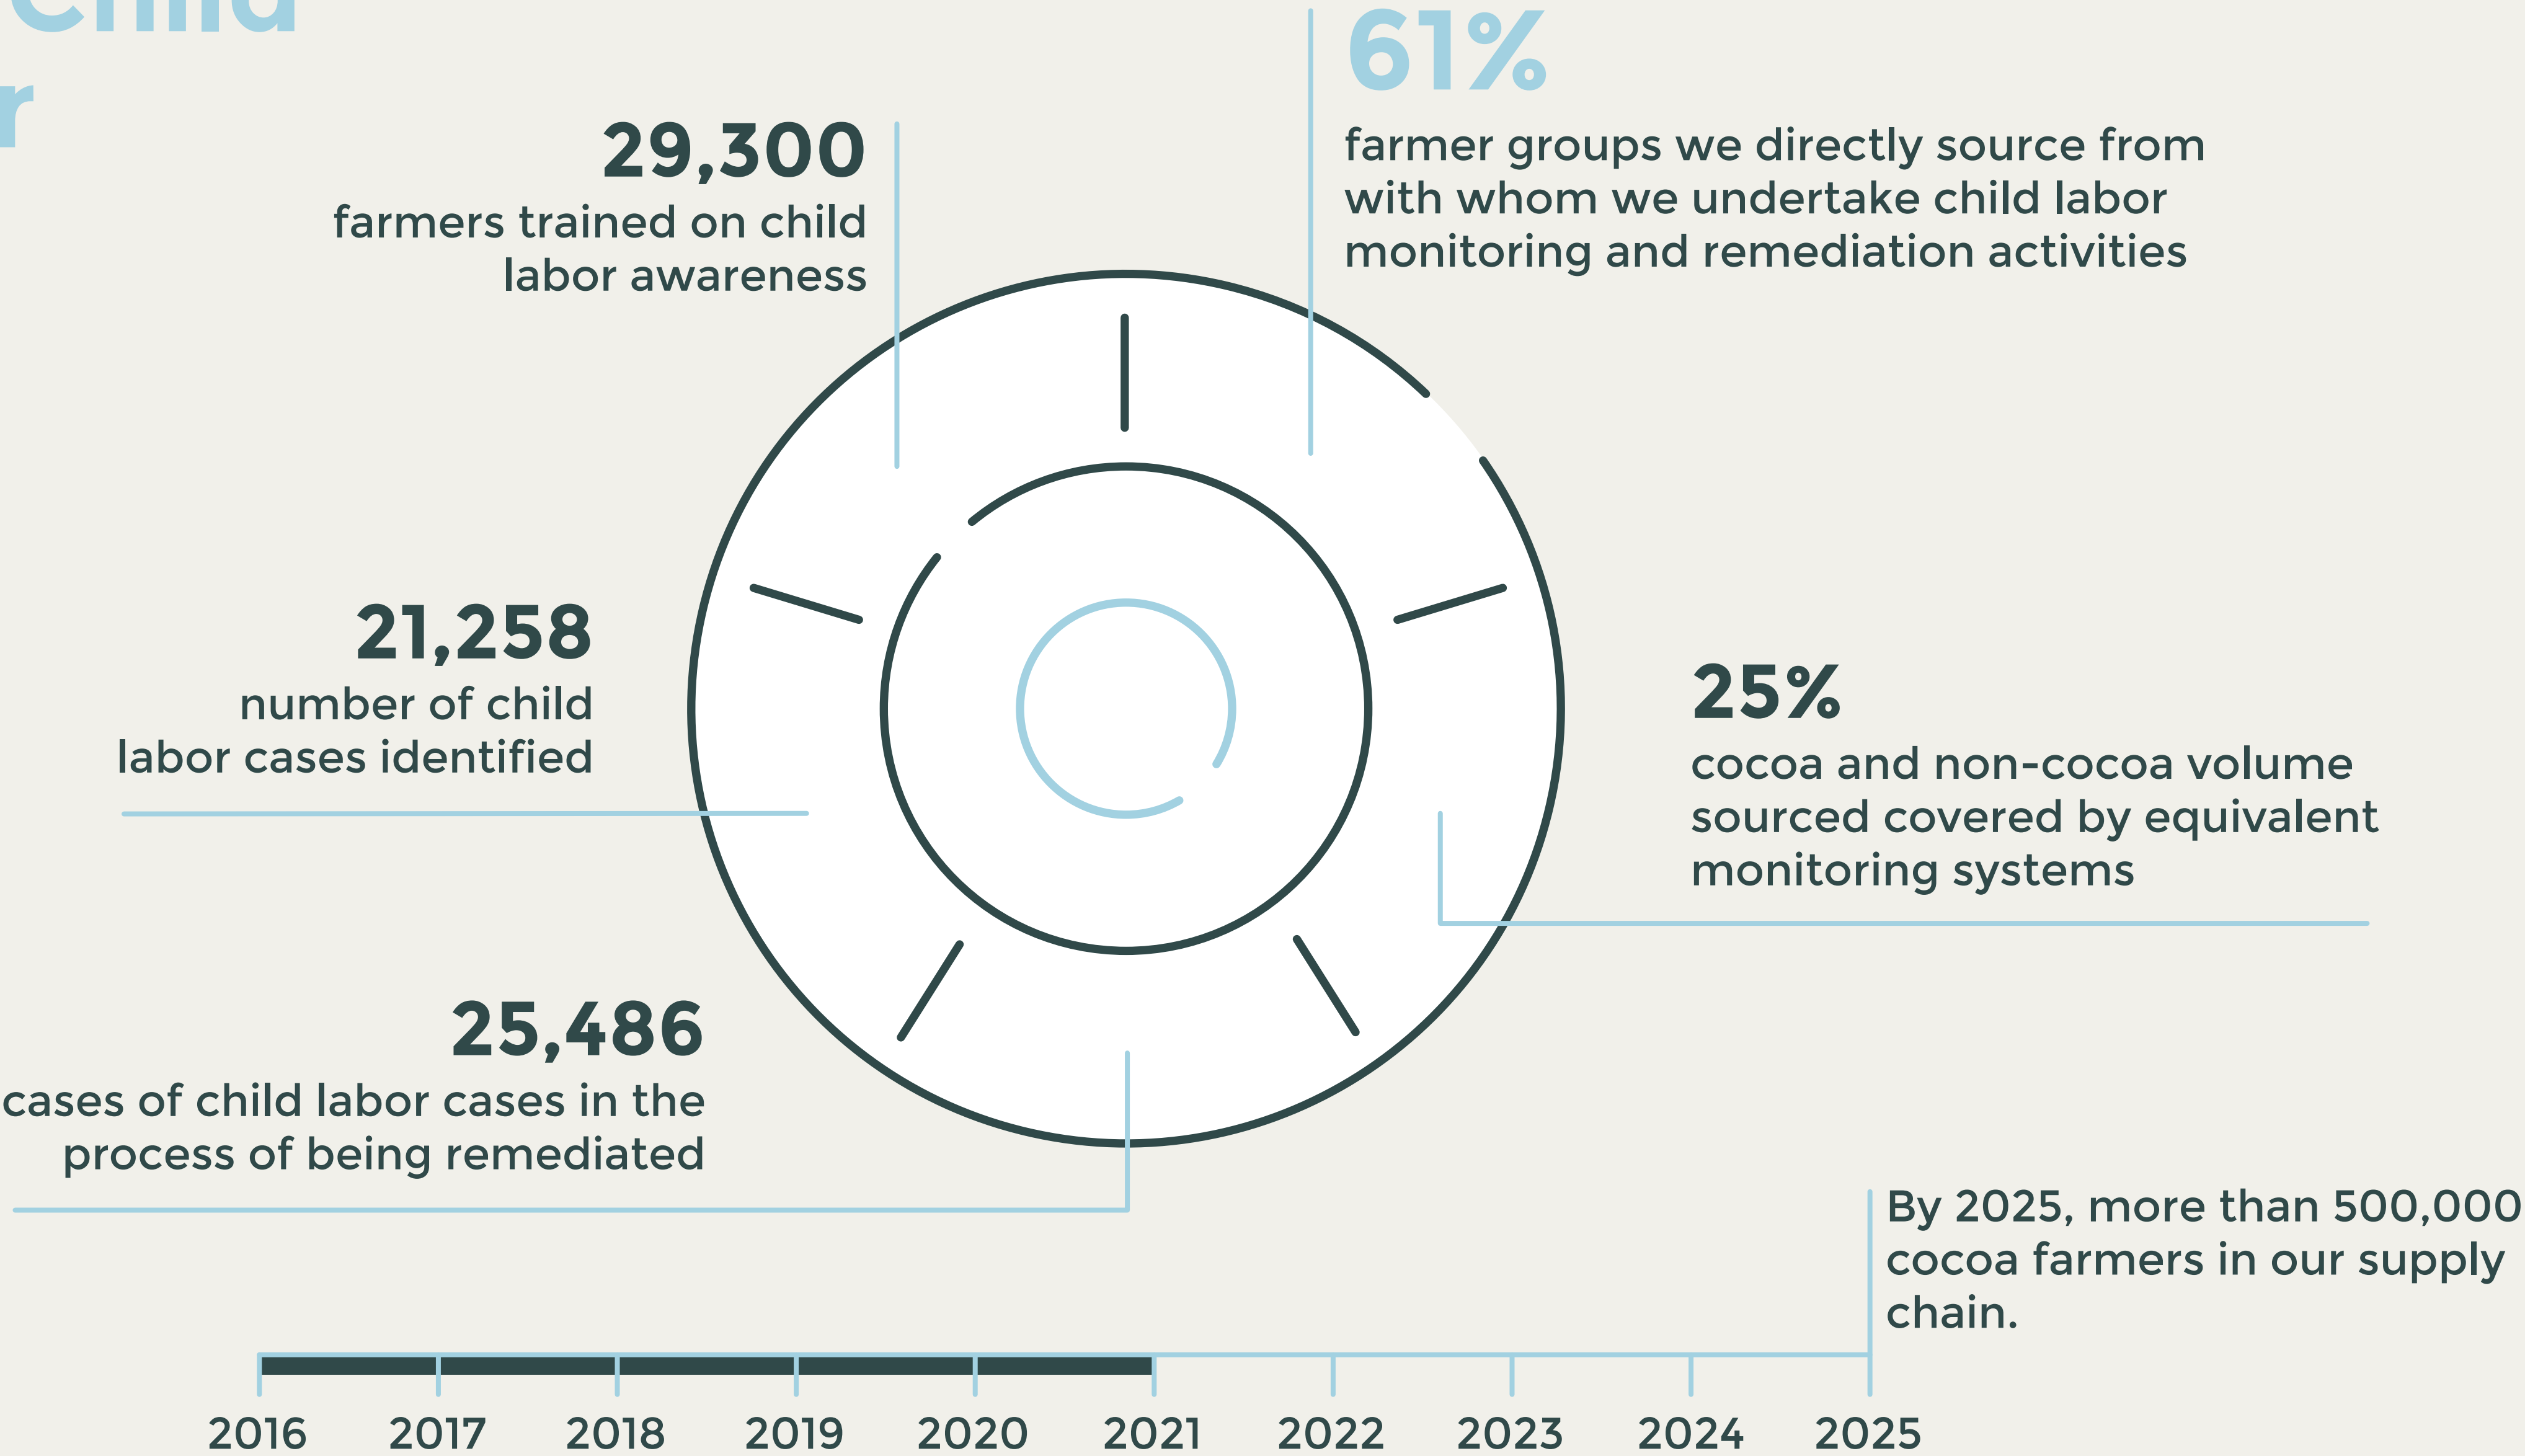 Child
r
61%
farmer groups we directly source from
with whom we undertake child labor
monitoring and remediation activities
29,300
farmers trained on child
labor awareness
21,258
number of child
labor cases identified
25%
cocoa and non-cocoa volume
sourced covered by equivalent
monitoring systems
25,486
cases of child labor cases in the
process of being remediated
By 2025, more than 500,000
cocoa farmers in our supply
chain.
2016 2017 2018 2019 2020 2021 2022 2023 2024 2025